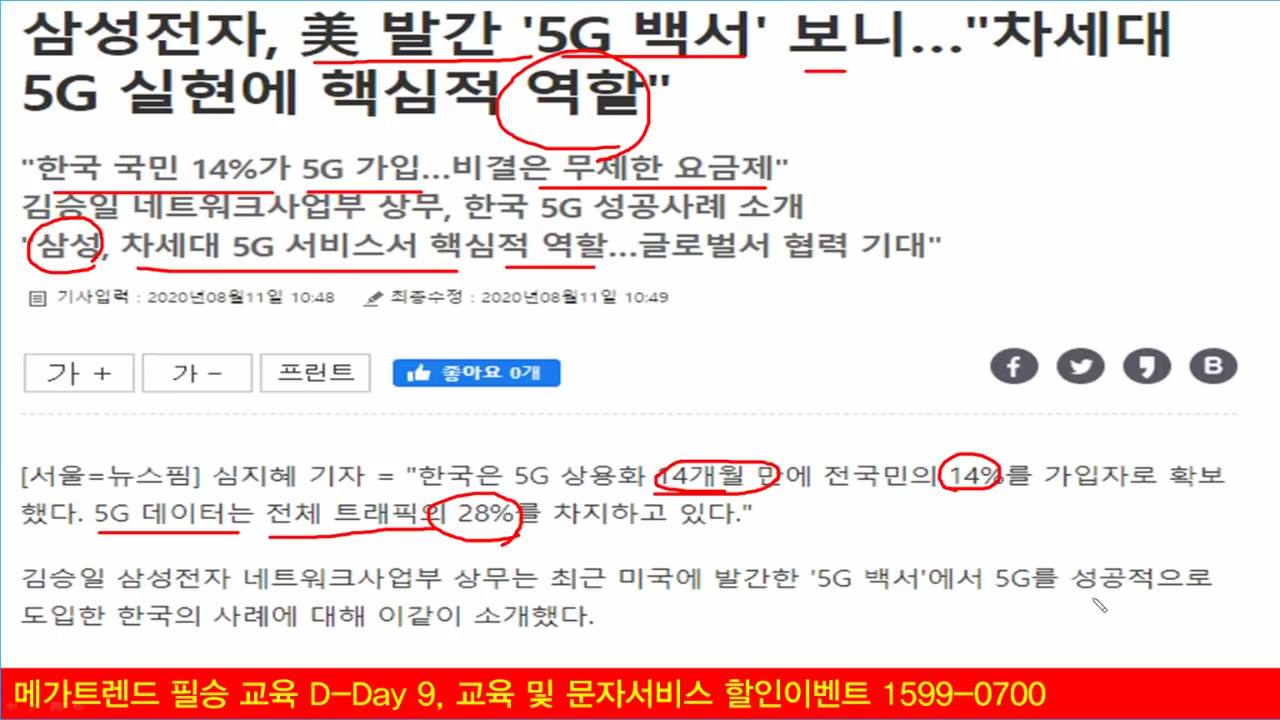 삼성전자, 美 발간 '5G 백서' 보니..."차세대
5G 실현에 핵심적 역할"
"한국 국민 14%가 5G 가입...비결은 무제한 요금제"
김승일 네트워크사업부 상무, 한국 5G 성공사례 소개
"삼성, 차세대 5G 서비스서 핵심적 역할...글로벌서 협력 기대"
기사입력 : 2020년08월11일 10:48 최종수정 : 2020년08월11일 10:49
가 + 가 - 프린트 좋아요 0개 f B
[서울=뉴스핌] 심지혜 기자 = "한국은 5G 상용화 14개월 만에 전국민의 14%를 가입자로 확보
했다. 5G 데이터는 전체 트래픽의 28%를 차지하고 있다."
김승일 삼성전자 네트워크사업부 상무는 최근 미국에 발간한 '5G 백서'에서 5G를 성공적으로
도입한 한국의 사례에 대해 이같이 소개했다.
메가트렌드 필승 교육 D-Day 9, 교육 및 문자서비스 할인이벤트 1599-0700